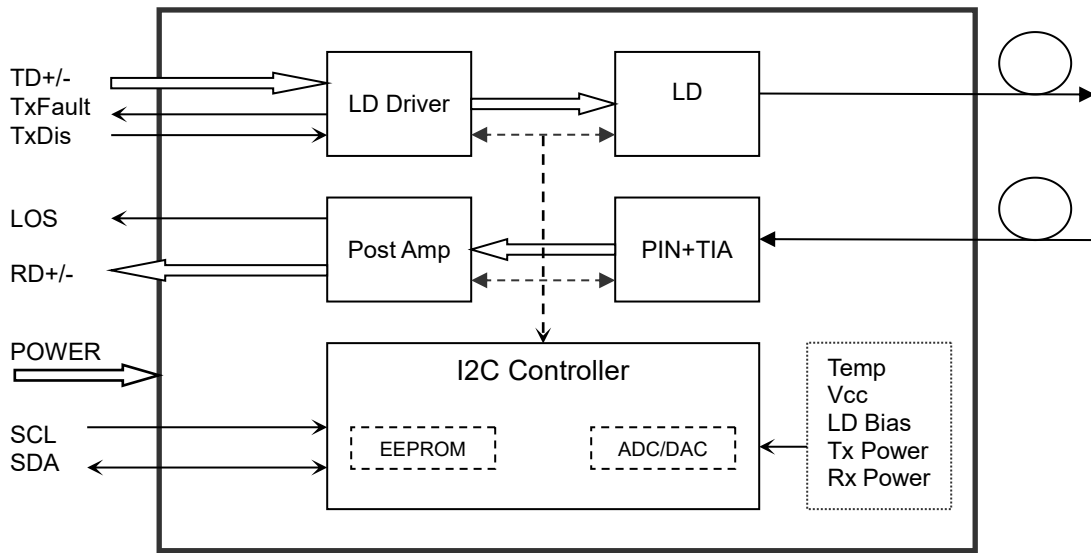 TD+/-
TxFault
TxDis
LD Driver
LD
LOS
RD+/-
Post Amp
PIN+TIA
POWER
I2C Controller
SCL
SDA
EEPROM
ADC/DAC
Temp
Vcc
LD Bias
Tx Power
Rx Power